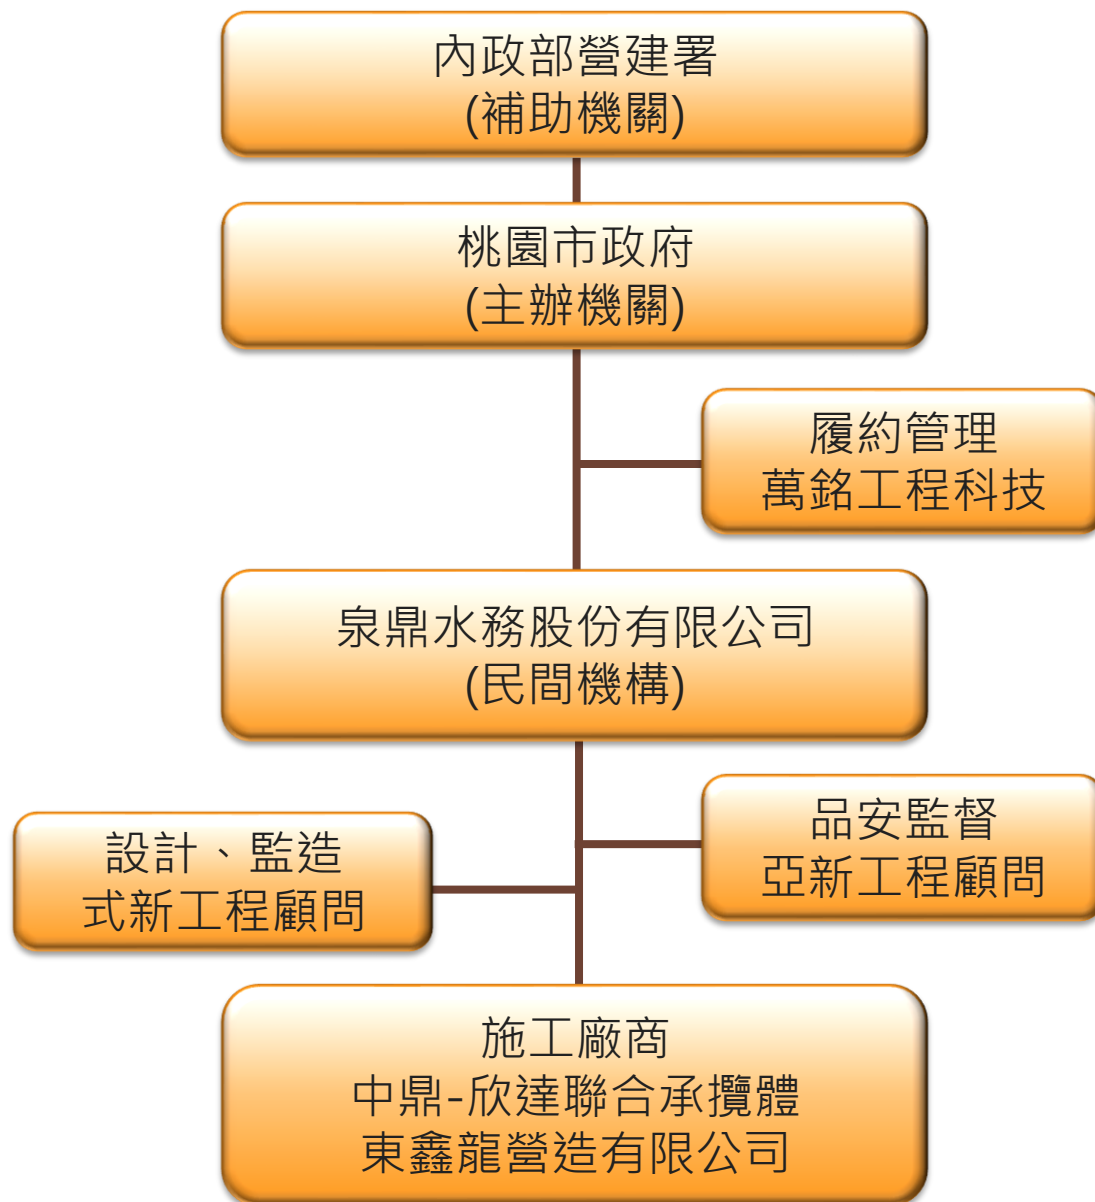 內政部營建署
(補助機關)
桃園市政府
(主辦機關)
履約管理
萬銘工程科技
泉鼎水務股份有限公司
(民間機構)
品安監督
亞新工程顧問
設計、監造
式新工程顧問
施工廠商
中鼎-欣達聯合承攬體
東鑫龍營造有限公司